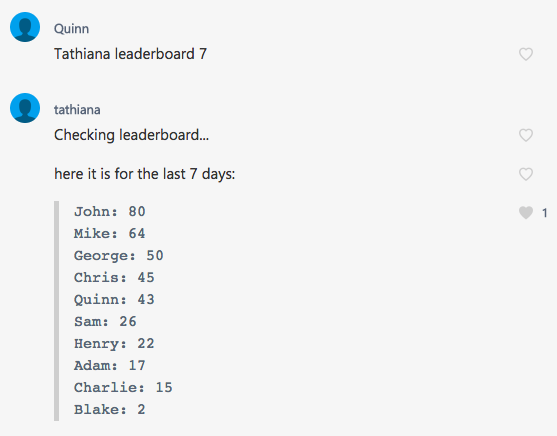 Quinn
Tathiana leaderboard 7
tathiana
Checking leaderboard...
here it is for the last 7 days:
John: 80
1
Mike: 64
George: 50
Chris: 45
Quinn: 43
Sam: 26
Henry: 22
Adam: 17
Charlie: 15
Blake: 2